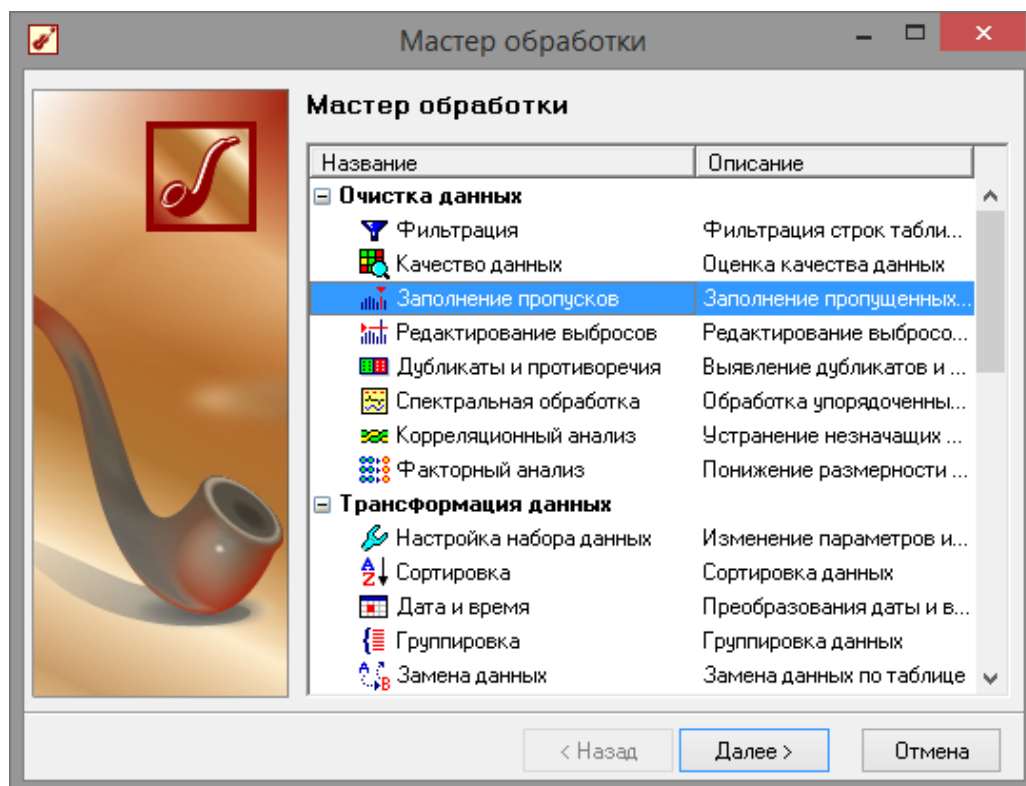 Мастер обработки
Мастер обработки
Название Описание
Очистка данных
Фильтрация Фильтрация строк табли...
Качество данных Оценка качества данных
Заполнение пропусков Заполнение пропущенных...
Редактирование выбросов Редактирование выбросо...
Дубликаты и противоречия Выявление дубликатов и ...
Спектральная обработка Обработка упорядоченны...
Корреляционный анализ Устранение незначащих ...
Факторный анализ Понижение размерности ...
Трансформация данных
Настройка набора данных Изменение параметров и...
Сортировка Сортировка данных
Дата и время Преобразования даты и в...
Группировка Группировка данных
Замена данных Замена данных по таблице
< Назад Далее > Отмена